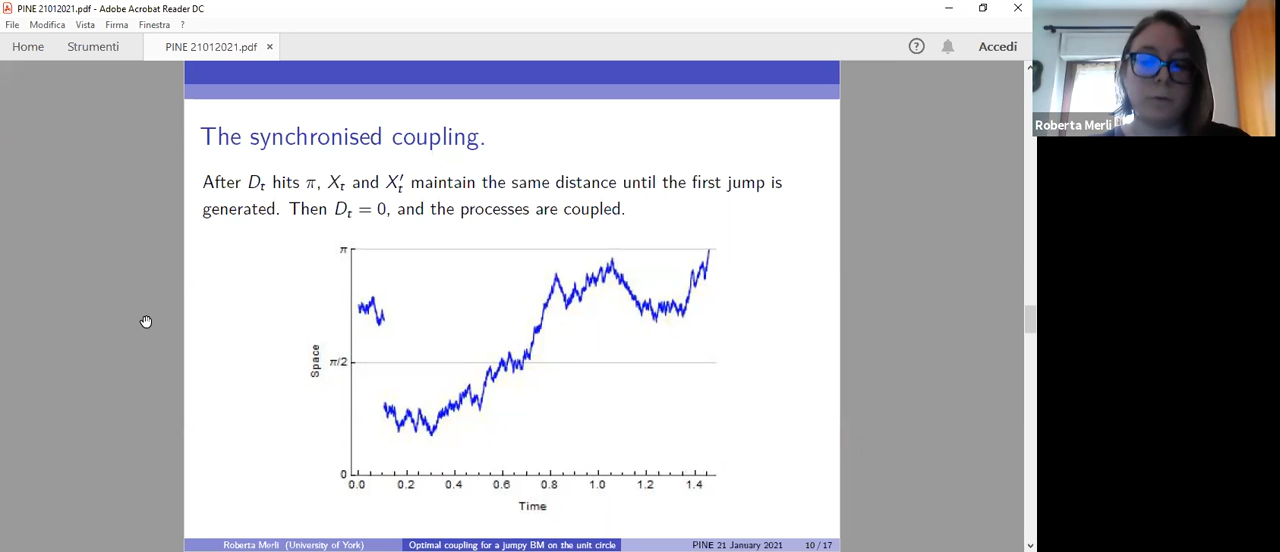 PINE 21012021.pdf - Adobe Acrobat Reader DC
File Modifica Vista Firma Finestra ?
Home Strumenti PINE 21012021.pdf × Accedi
Roberta Merli
The synchronised coupling.
After Dₜ hits π, Xₜ and X′ₜ maintain the same distance until the first jump is
generated. Then Dₜ = 0, and the processes are coupled.
π
π/2
0
Space
0.0 0.2 0.4 0.6 0.8 1.0 1.2 1.4
Time
Roberta Merli (University of York) Optimal coupling for a jumpy BM on the unit circle PINE 21 January 2021 10 / 17